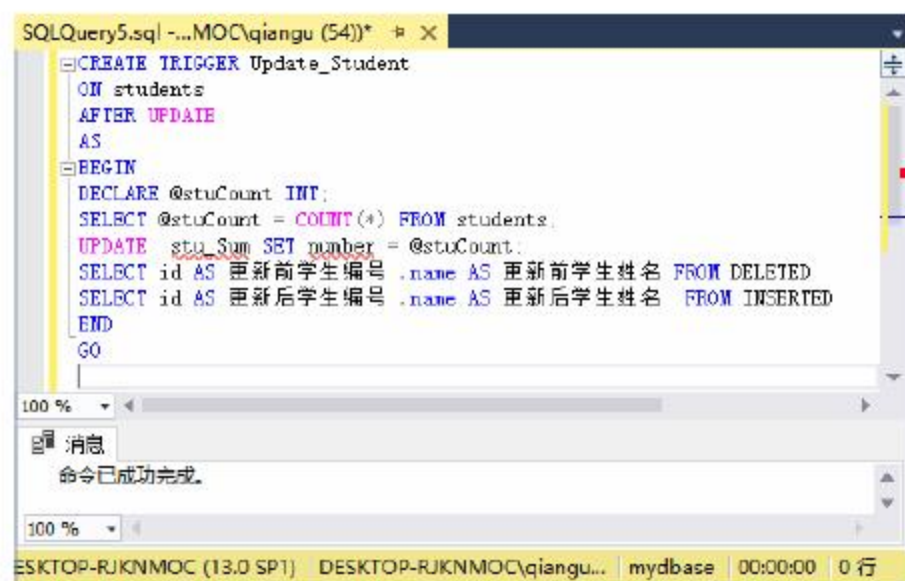 SQLQuery5.sql -...MOC\qiangu (54))*
CREATE TRIGGER Update_Student
ON students
AFTER UPDATE
AS
BEGIN
DECLARE @stuCount INT;
SELECT @stuCount = COUNT(*) FROM students;
UPDATE stu_Sum SET number = @stuCount;
SELECT id AS 更新前学生编号 ,name AS 更新前学生姓名 FROM DELETED
SELECT id AS 更新后学生编号 ,name AS 更新后学生姓名 FROM INSERTED
END
GO
100 %
消息
命令已成功完成。
100 %
ESKTOP-RJKNMOC (13.0 SP1) DESKTOP-RJKNMOC\qiangu... mydbase 00:00:00 0 行